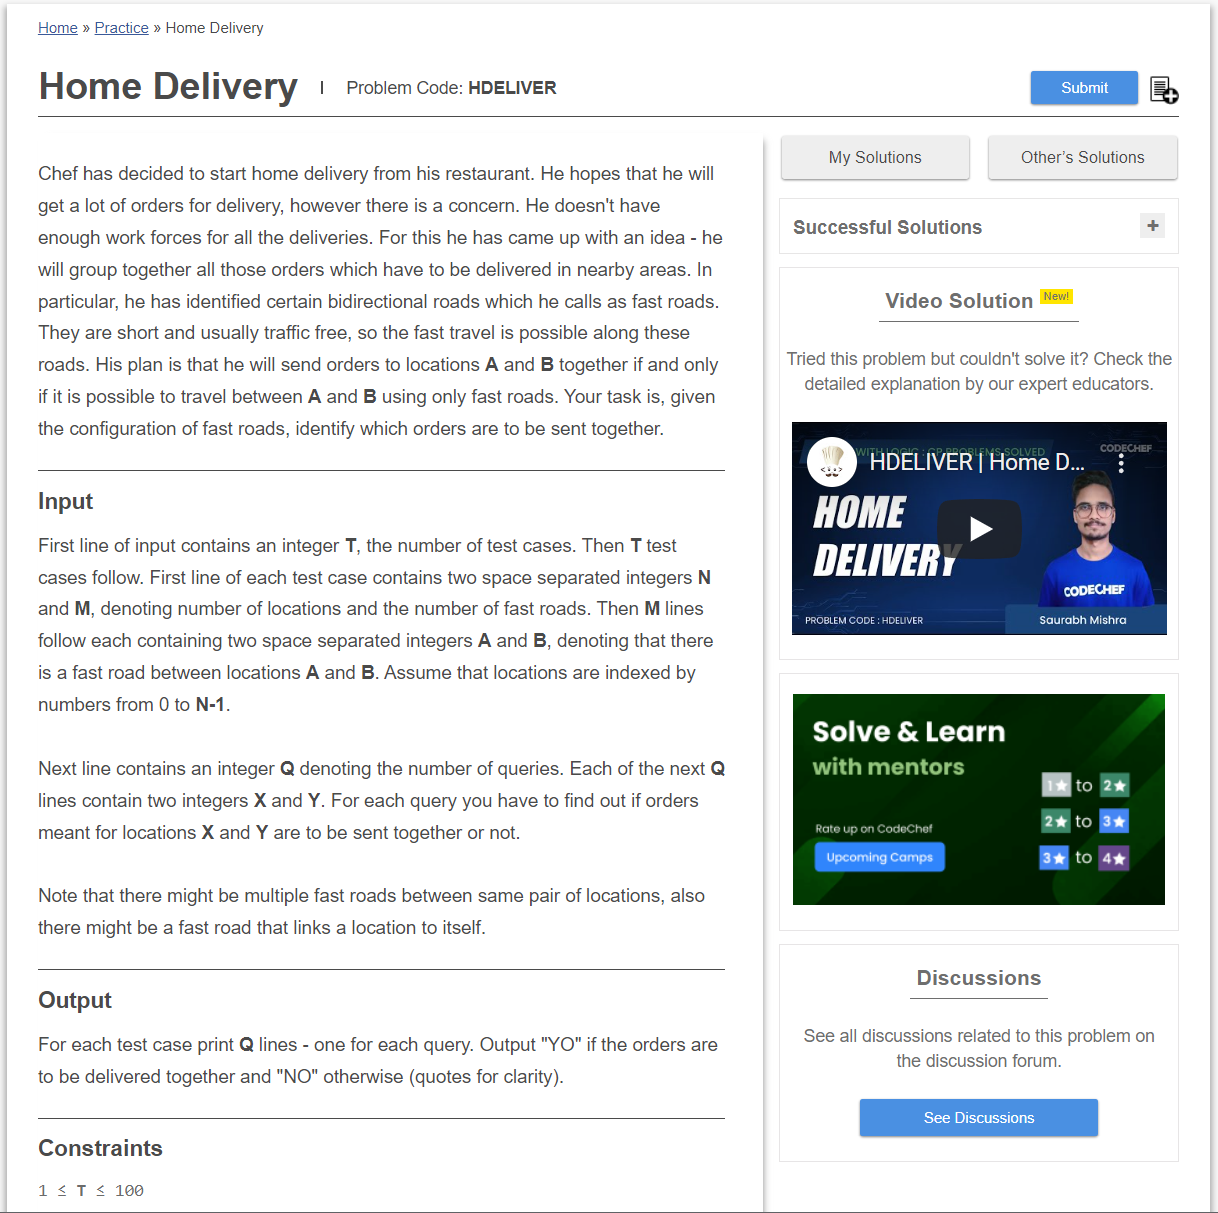 Home » Practice » Home Delivery
Home Delivery
Problem Code: HDELIVER
Submit
Chef has decided to start home delivery from his restaurant. He hopes that he will
get a lot of orders for delivery, however there is a concern. He doesn't have
enough work forces for all the deliveries. For this he has came up with an idea - he
will group together all those orders which have to be delivered in nearby areas. In
particular, he has identified certain bidirectional roads which he calls as fast roads.
They are short and usually traffic free, so the fast travel is possible along these
roads. His plan is that he will send orders to locations A and B together if and only
if it is possible to travel between A and B using only fast roads. Your task is, given
the configuration of fast roads, identify which orders are to be sent together.
Input
First line of input contains an integer T, the number of test cases. Then T test
cases follow. First line of each test case contains two space separated integers N
and M, denoting number of locations and the number of fast roads. Then M lines
follow each containing two space separated integers A and B, denoting that there
is a fast road between locations A and B. Assume that locations are indexed by
numbers from 0 to N-1.
Next line contains an integer Q denoting the number of queries. Each of the next Q
lines contain two integers X and Y. For each query you have to find out if orders
meant for locations X and Y are to be sent together or not.
Note that there might be multiple fast roads between same pair of locations, also
there might be a fast road that links a location to itself.
Output
For each test case print Q lines - one for each query. Output "YO" if the orders are
to be delivered together and "NO" otherwise (quotes for clarity).
Constraints
1 ≤ T ≤ 100
My Solutions
Other's Solutions
Successful Solutions +
Video Solution New!
Tried this problem but couldn't solve it? Check the
detailed explanation by our expert educators.
WITH LOGIC : CP PROBLEMS SOLVED
CODECHEF
HDELIVER | Home D...
HOME
DELIVERY
CODECHEF
PROBLEM CODE : HDELIVER
Saurabh Mishra
Solve & Learn
with mentors
1★ to 2★
2★ to 3★
3★ to 4★
Rate up on CodeChef
Upcoming Camps
Discussions
See all discussions related to this problem on
the discussion forum.
See Discussions